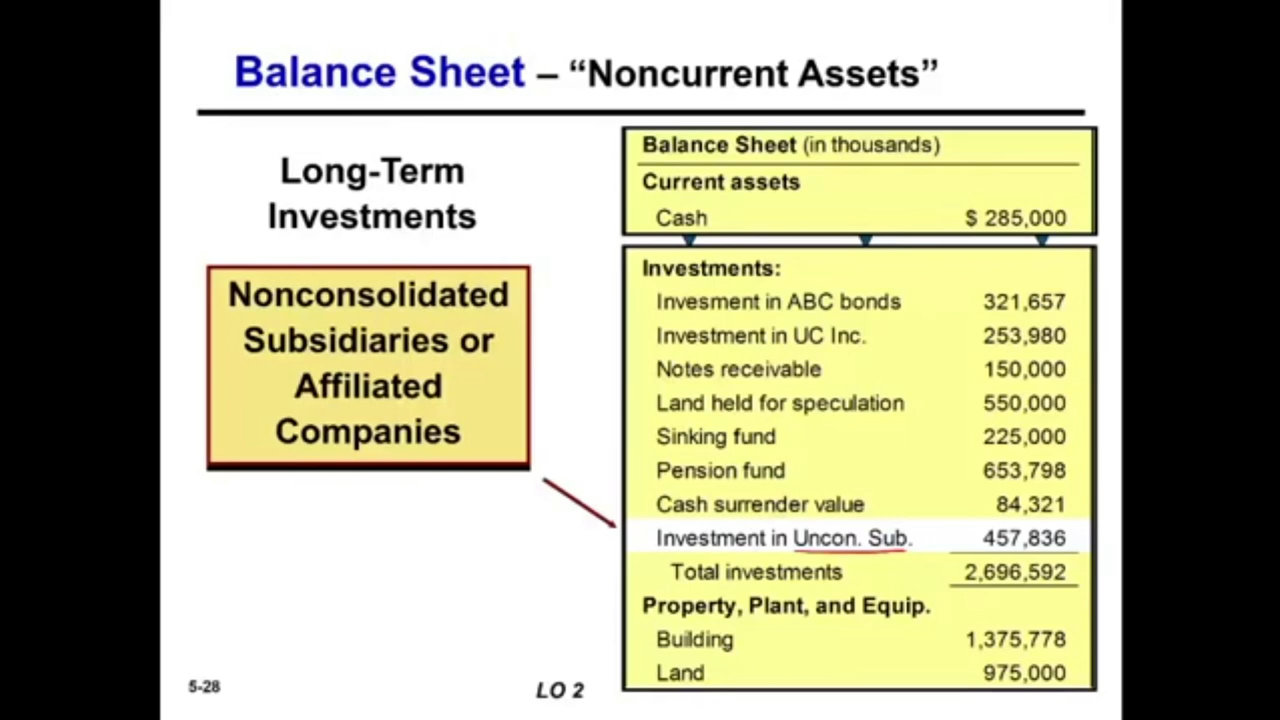 Balance Sheet – “Noncurrent Assets”
Long-Term
Investments
Nonconsolidated
Subsidiaries or
Affiliated
Companies
Balance Sheet (in thousands)
Current assets
Cash $ 285,000
Investments:
Invesment in ABC bonds 321,657
Investment in UC Inc. 253,980
Notes receivable 150,000
Land held for speculation 550,000
Sinking fund 225,000
Pension fund 653,798
Cash surrender value 84,321
Investment in Uncon. Sub. 457,836
Total investments 2,696,592
Property, Plant, and Equip.
Building 1,375,778
Land 975,000
5-28
LO 2